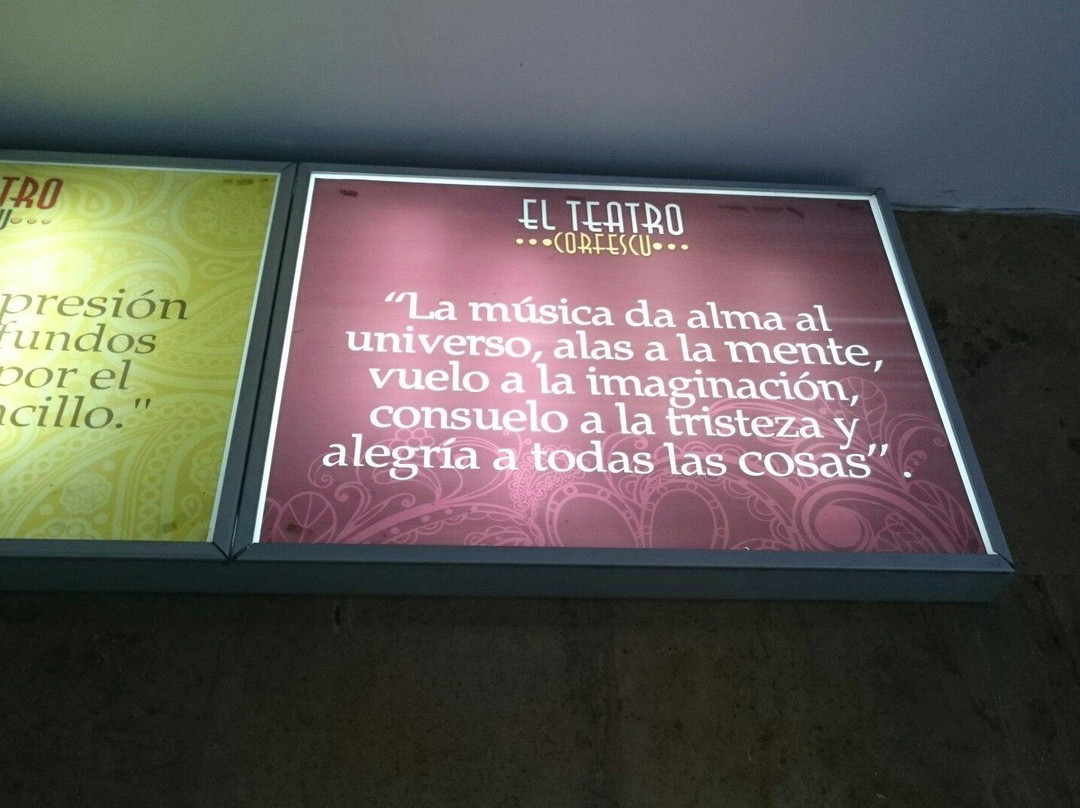 TRO
presión
fundos
por el
ncillo."
EL TEATRO
CORFESCU
“La música da alma al
universo, alas a la mente,
vuelo a la imaginación,
consuelo a la tristeza y
alegría a todas las cosas” .